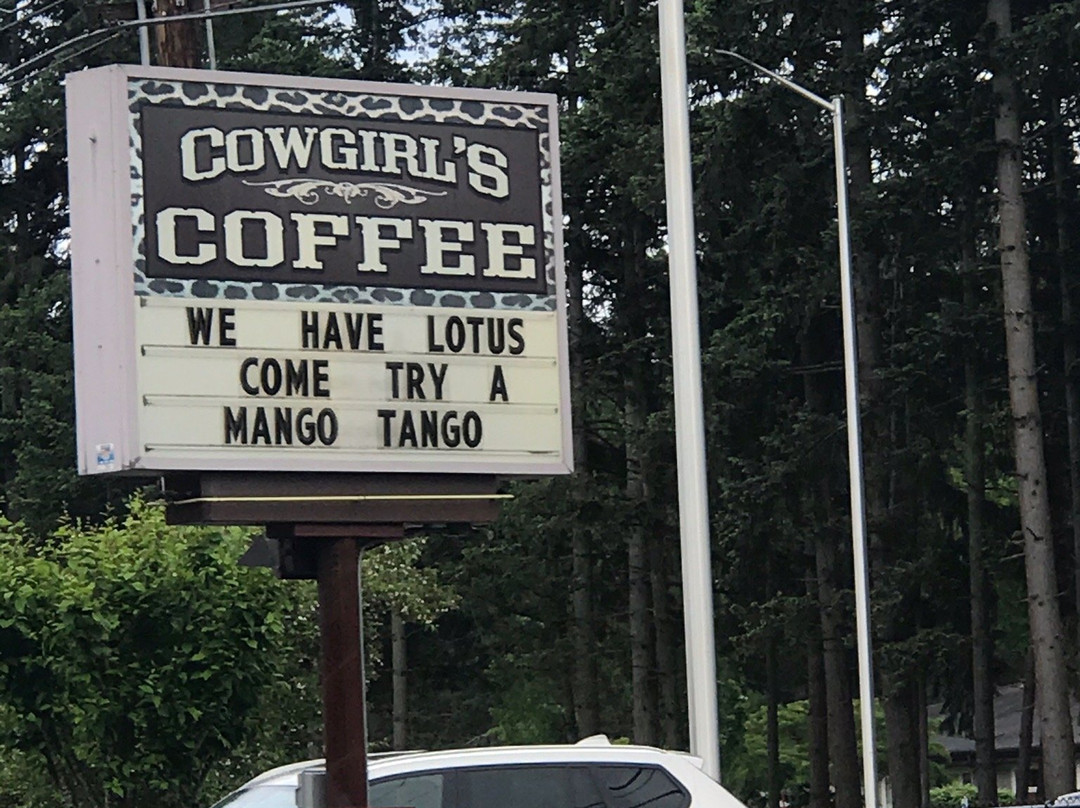 COWGIRL'S
COFFEE
WE HAVE LOTUS
COME TRY A
MANGO TANGO